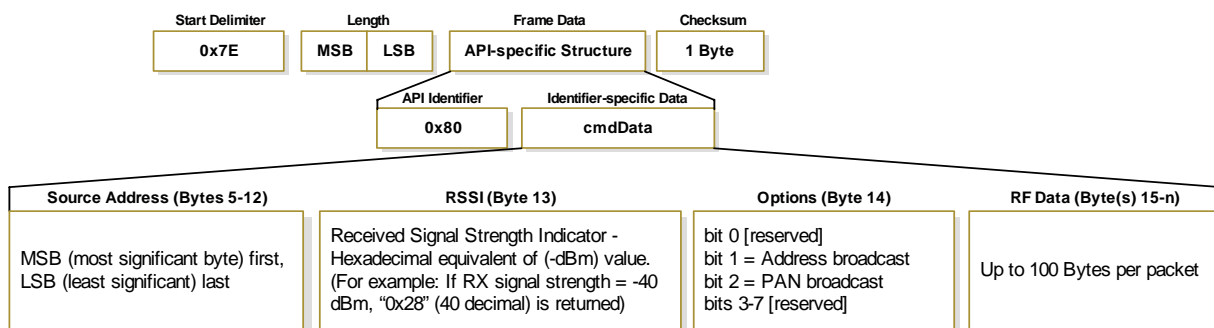 Start Delimiter
Length
Frame Data
Checksum
0x7E
MSB
LSB
API-specific Structure
1 Byte
API Identifier
Identifier-specific Data
0x80
cmdData
Source Address (Bytes 5-12)
MSB (most significant byte) first,
LSB (least significant) last
RSSI (Byte 13)
Received Signal Strength Indicator -
Hexadecimal equivalent of (-dBm) value.
(For example: If RX signal strength = -40
dBm, “0x28” (40 decimal) is returned)
Options (Byte 14)
bit 0 [reserved]
bit 1 = Address broadcast
bit 2 = PAN broadcast
bits 3-7 [reserved]
RF Data (Byte(s) 15-n)
Up to 100 Bytes per packet